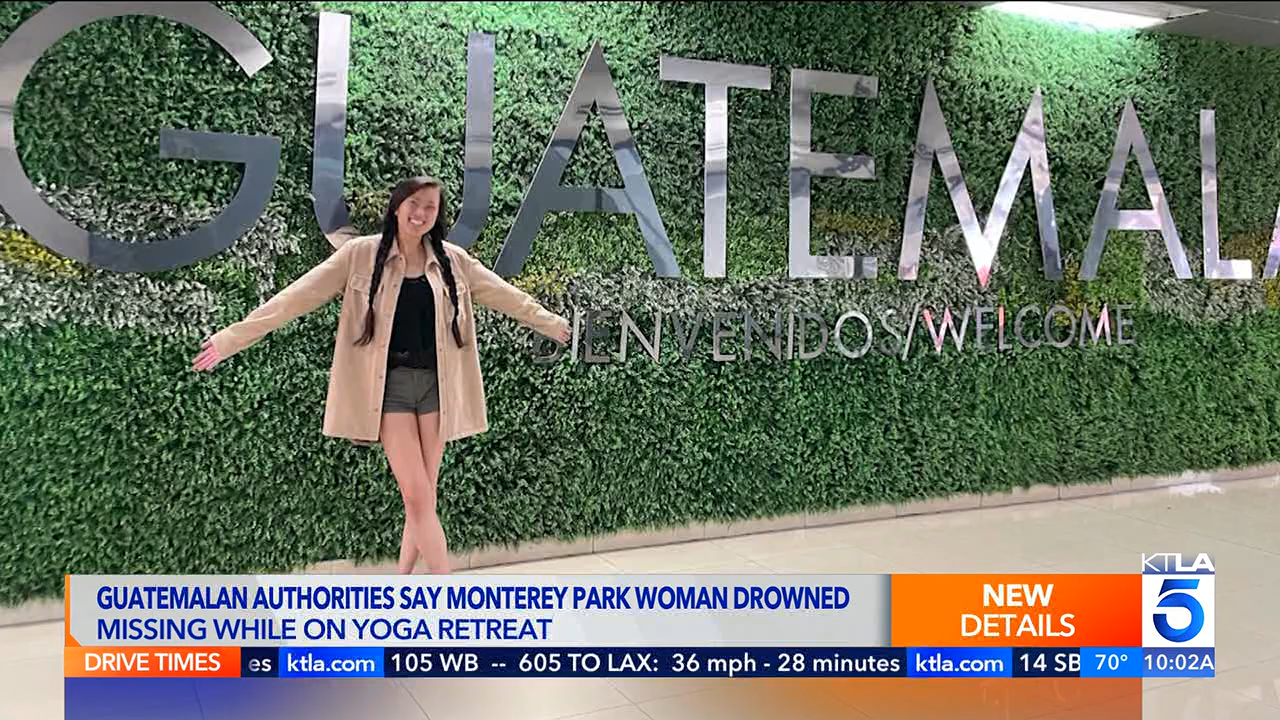 GUATEMALA
BIENVENIDOS/WELCOME
GUATEMALAN AUTHORITIES SAY MONTEREY PARK WOMAN DROWNED
MISSING WHILE ON YOGA RETREAT
NEW
DETAILS
KTLA
5
DRIVE TIMES es ktla.com 105 WB -- 605 TO LAX: 36 mph - 28 minutes ktla.com 14 SB 70° 10:02A